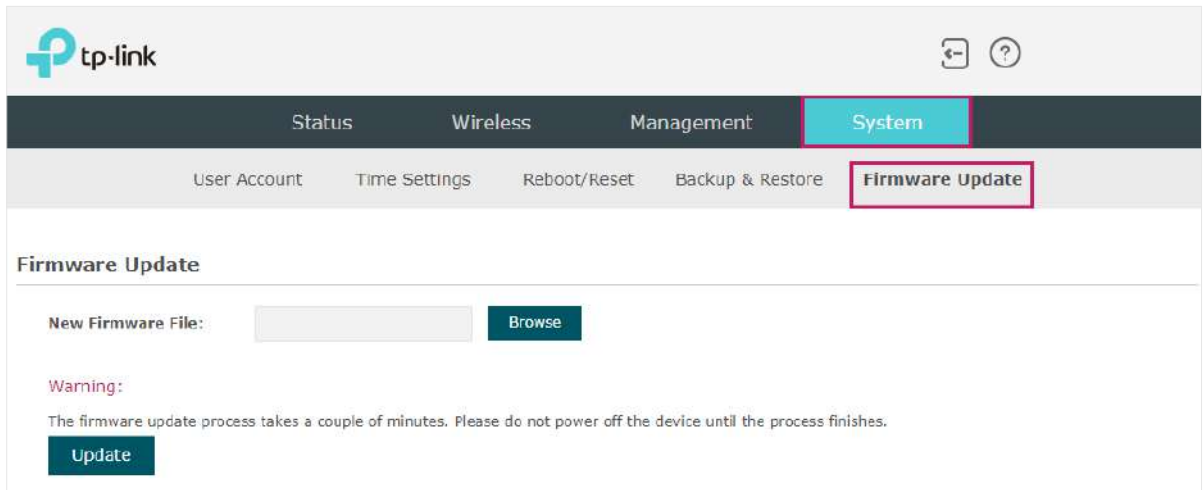 tp-link
Status Wireless Management System
User Account Time Settings Reboot/Reset Backup & Restore Firmware Update
Firmware Update
New Firmware File: Browse
Warning:
The firmware update process takes a couple of minutes. Please do not power off the device until the process finishes.
Update